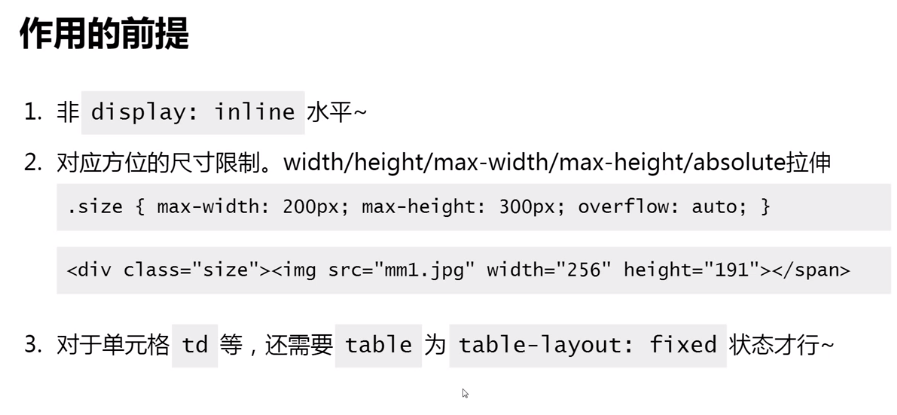 作用的前提
1. 非 display: inline 水平~
2. 对应方位的尺寸限制。width/height/max-width/max-height/absolute拉伸
.size { max-width: 200px; max-height: 300px; overflow: auto; }
<div class="size"><img src="mm1.jpg" width="256" height="191"></span>
3. 对于单元格 td 等，还需要 table 为 table-layout: fixed 状态才行~